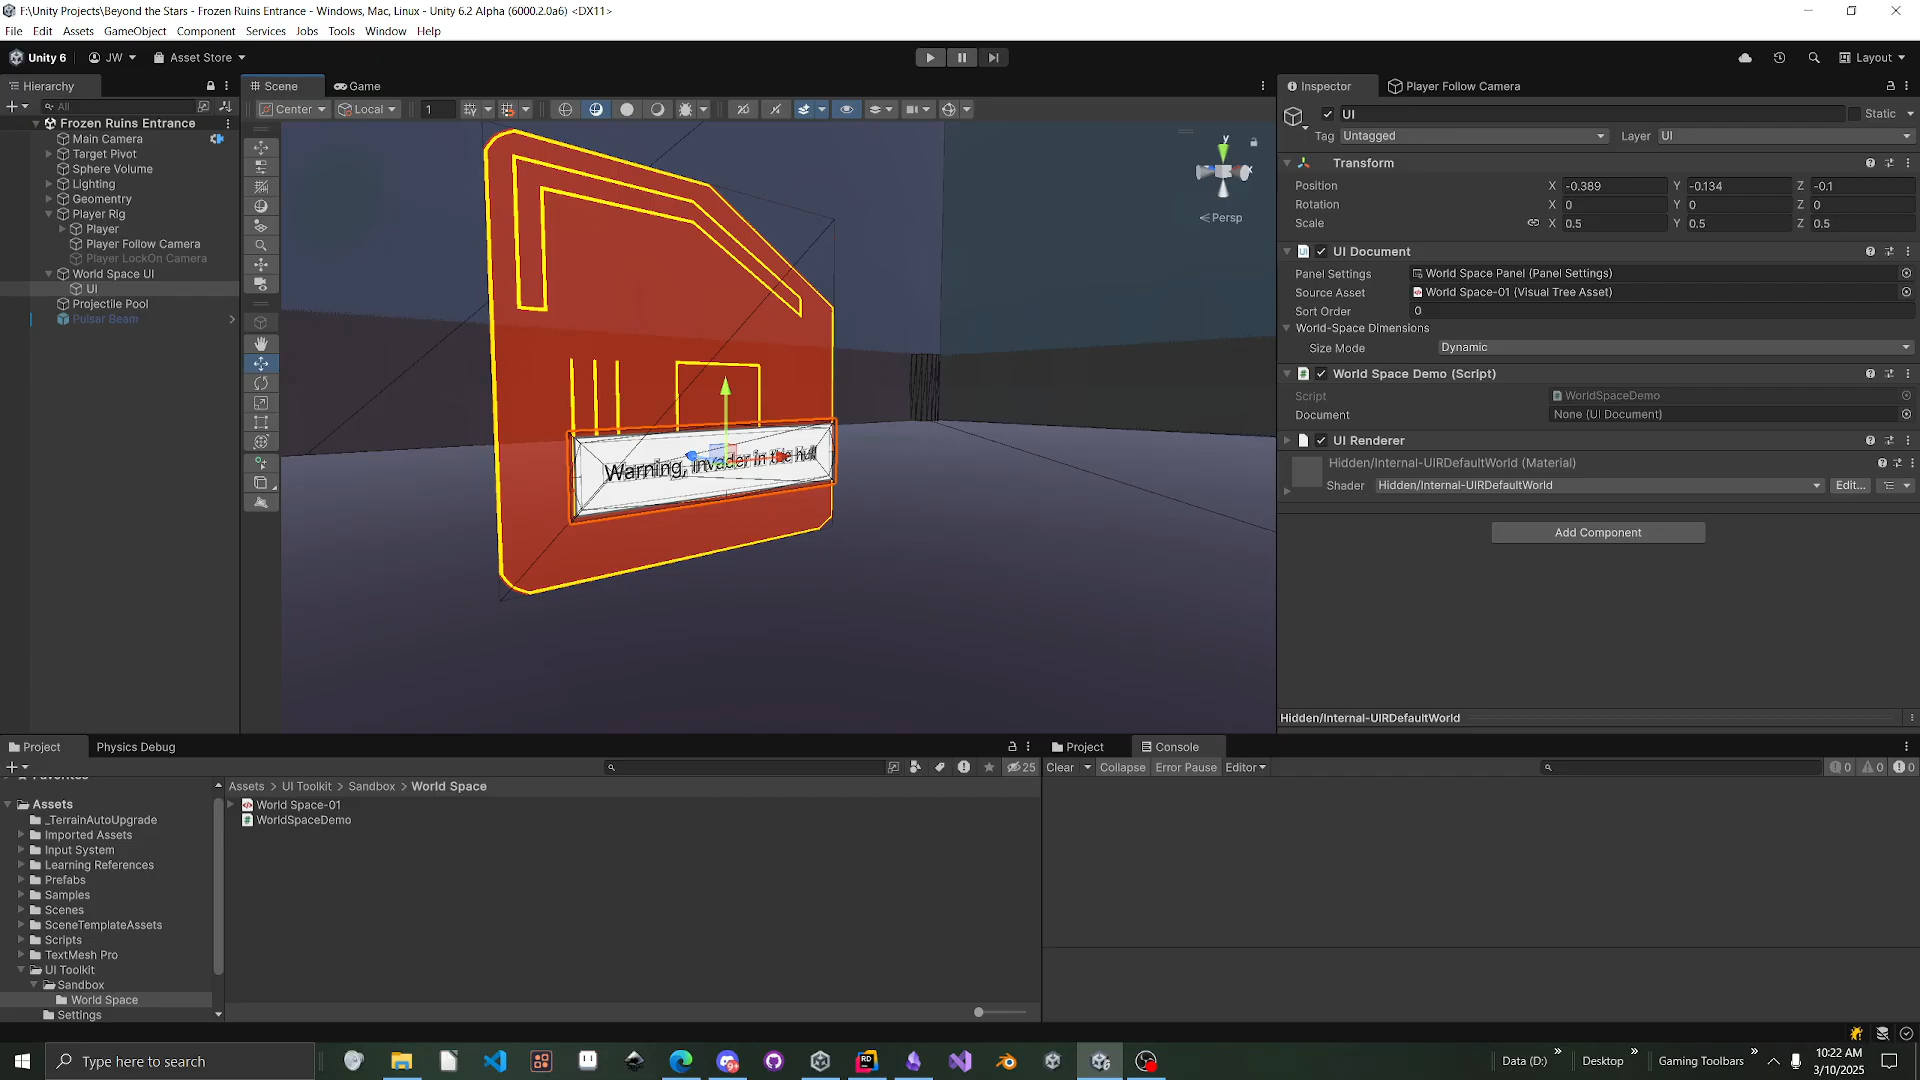 F:\Unity Projects\Beyond the Stars - Frozen Ruins Entrance - Windows, Mac, Linux - Unity 6.2 Alpha (6000.2.0a6) <DX11>
File Edit Assets GameObject Component Services Jobs Tools Window Help
Unity 6 JW Asset Store Layout
Hierarchy Scene Game Inspector Player Follow Camera
All Center Local 1
UI Static
Tag Untagged Layer UI
Frozen Ruins Entrance
Main Camera
Target Pivot
Sphere Volume
Lighting
Geomentry
Player Rig
Player
Player Follow Camera
Player LockOn Camera
World Space UI
UI
Projectile Pool
Pulsar Beam
y
x
Persp
Warning, invader in the hull
Transform
Position X -0.389 Y -0.134 Z -0.1
Rotation X 0 Y 0 Z 0
Scale X 0.5 Y 0.5 Z 0.5
UI Document
Panel Settings World Space Panel (Panel Settings)
Source Asset World Space-01 (Visual Tree Asset)
Sort Order 0
World-Space Dimensions
Size Mode Dynamic
World Space Demo (Script)
Script WorldSpaceDemo
Document None (UI Document)
UI Renderer
Hidden/Internal-UIRDefaultWorld (Material)
Shader Hidden/Internal-UIRDefaultWorld Edit...
Add Component
Hidden/Internal-UIRDefaultWorld
Project Physics Debug
25
Project Console
Clear Collapse Error Pause Editor 0 0 0
Favorites
Assets
_TerrainAutoUpgrade
Imported Assets
Input System
Learning References
Prefabs
Samples
Scenes
SceneTemplateAssets
Scripts
TextMesh Pro
UI Toolkit
Sandbox
World Space
Settings
Assets > UI Toolkit > Sandbox > World Space
World Space-01
WorldSpaceDemo
Type here to search
RD
Data (D:) Desktop Gaming Toolbars
10:22 AM
3/10/2025